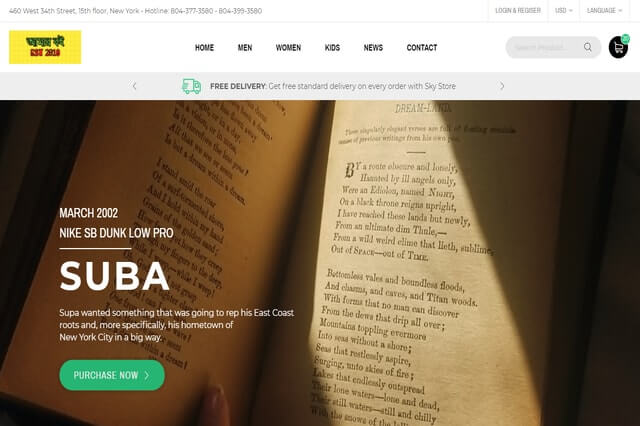 460 West 34th Street, 15th floor, New York - Hotline: 804-377-3580 - 804-399-3580
LOGIN & REGISER
USD
LANGUAGE
EST 2010
HOME
MEN
WOMEN
KIDS
NEWS
CONTACT
Search Product...
FREE DELIVERY: Get free standard delivery on every order with Sky Store
DREAM-LAND.
These singularly elegant verses are full of
of previous writings from his own pen.
BY a route obscure and lonely,
Haunted by ill angels only,
Were an Eidolon, named NIGHT,
On a black throne reigns upright,
I have reached these lands but newly,
From an ultimate dim Thule,—
From a wild weird clime that lieth, sublime,
Out of SPACE—out of TIME.
Bottomless vales and boundless floods,
And chasms, and caves, and Titan woods.
With forms that no man can discover
From the dews that drip all over;
Mountains toppling evermore
Into seas without a shore;
Seas that restlessly aspire,
Surging, unto skies of fire;
Lakes that endlessly outspread
Their lone waters—lone and dead,
Their still waters—still and chilly
With the snows of the
MARCH 2002
NIKE SB DUNK LOW PRO
SUBA
Supa wanted something that was going to rep his East Coast
roots and, more specifically, his hometown of
New York City in a big way.
PURCHASE NOW